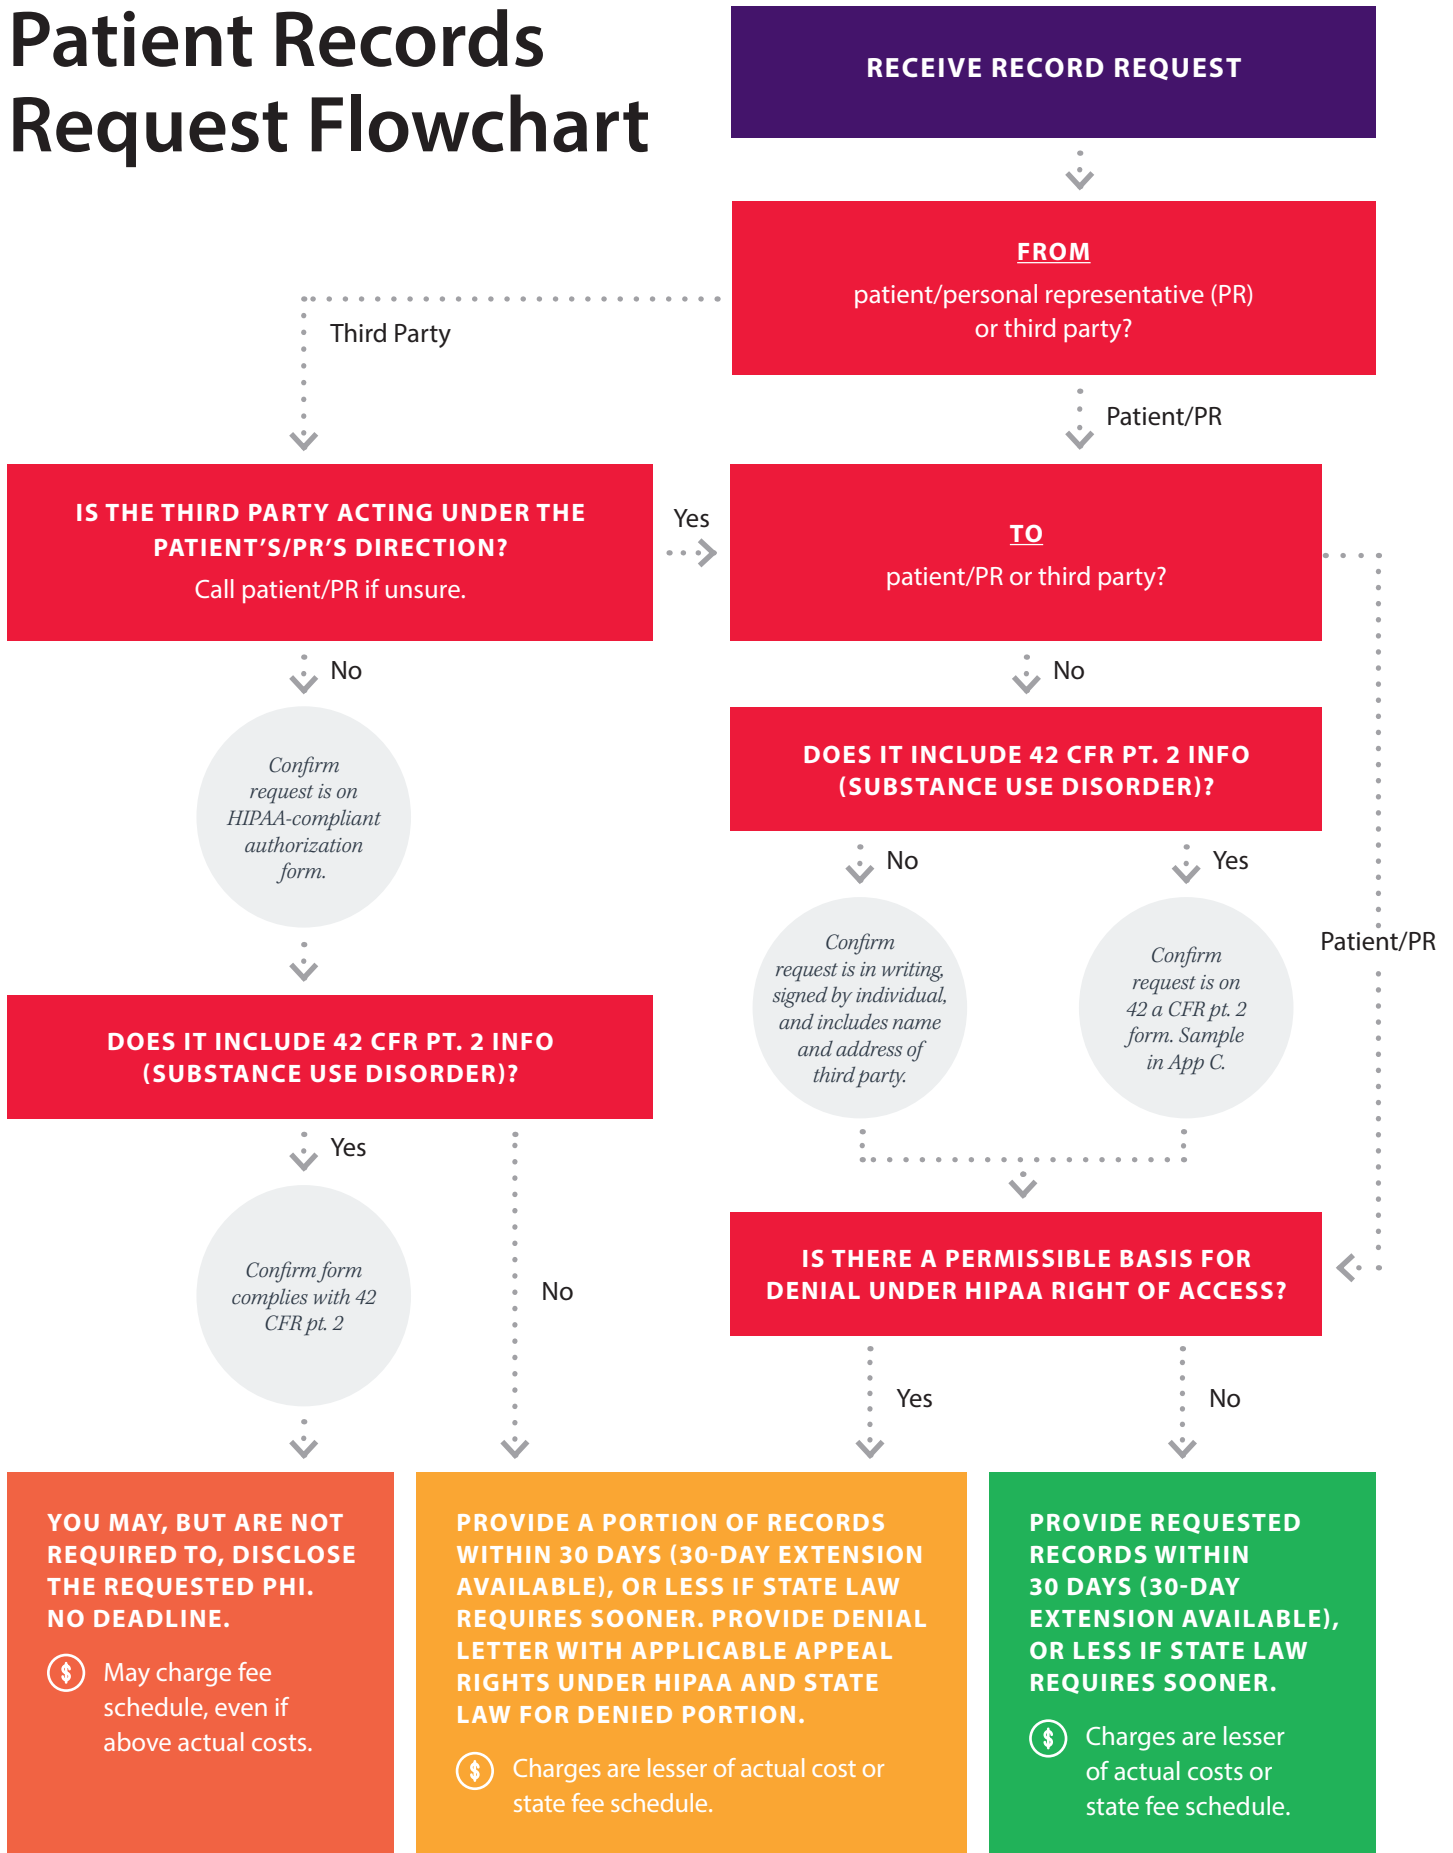 Patient Records
Request Flowchart
RECEIVE RECORD REQUEST
FROM
patient/personal representative (PR)
or third party?
Third Party
Patient/PR
IS THE THIRD PARTY ACTING UNDER THE
PATIENT’S/PR’S DIRECTION?
Call patient/PR if unsure.
Yes
TO
patient/PR or third party?
No
No
Confirm
request is on
HIPAA-compliant
authorization
form.
DOES IT INCLUDE 42 CFR PT. 2 INFO
(SUBSTANCE USE DISORDER)?
No
Yes
Confirm
request is in writing,
signed by individual,
and includes name
and address of
third party.
Confirm
request is on
42 a CFR pt. 2
form. Sample
in App C.
Patient/PR
DOES IT INCLUDE 42 CFR PT. 2 INFO
(SUBSTANCE USE DISORDER)?
Yes
No
Confirm form
complies with 42
CFR pt. 2
IS THERE A PERMISSIBLE BASIS FOR
DENIAL UNDER HIPAA RIGHT OF ACCESS?
Yes
No
YOU MAY, BUT ARE NOT
REQUIRED TO, DISCLOSE
THE REQUESTED PHI.
NO DEADLINE.
$ May charge fee
schedule, even if
above actual costs.
PROVIDE A PORTION OF RECORDS
WITHIN 30 DAYS (30-DAY EXTENSION
AVAILABLE), OR LESS IF STATE LAW
REQUIRES SOONER. PROVIDE DENIAL
LETTER WITH APPLICABLE APPEAL
RIGHTS UNDER HIPAA AND STATE
LAW FOR DENIED PORTION.
$ Charges are lesser of actual cost or
state fee schedule.
PROVIDE REQUESTED
RECORDS WITHIN
30 DAYS (30-DAY
EXTENSION AVAILABLE),
OR LESS IF STATE LAW
REQUIRES SOONER.
$ Charges are lesser
of actual costs or
state fee schedule.